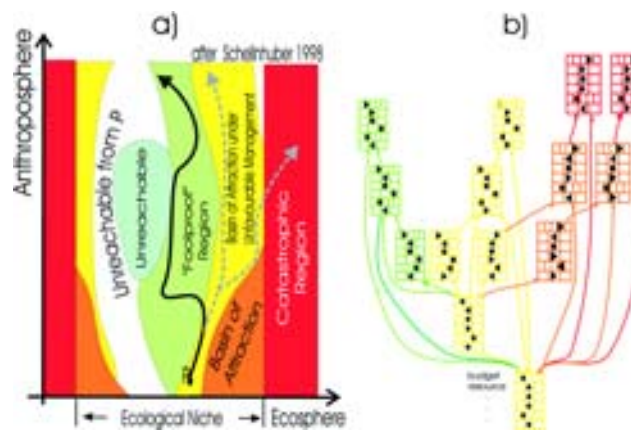 a)
b)
after Schellnhuber 1998
Anthroposphere
Unreachable from P
Unreachable
"Foolproof"
Region
Basin of Attraction under
Unfavourable Management
Catastrophic
Region
Basin of
Attraction
Ecological Niche
Ecosphere
budget
resource